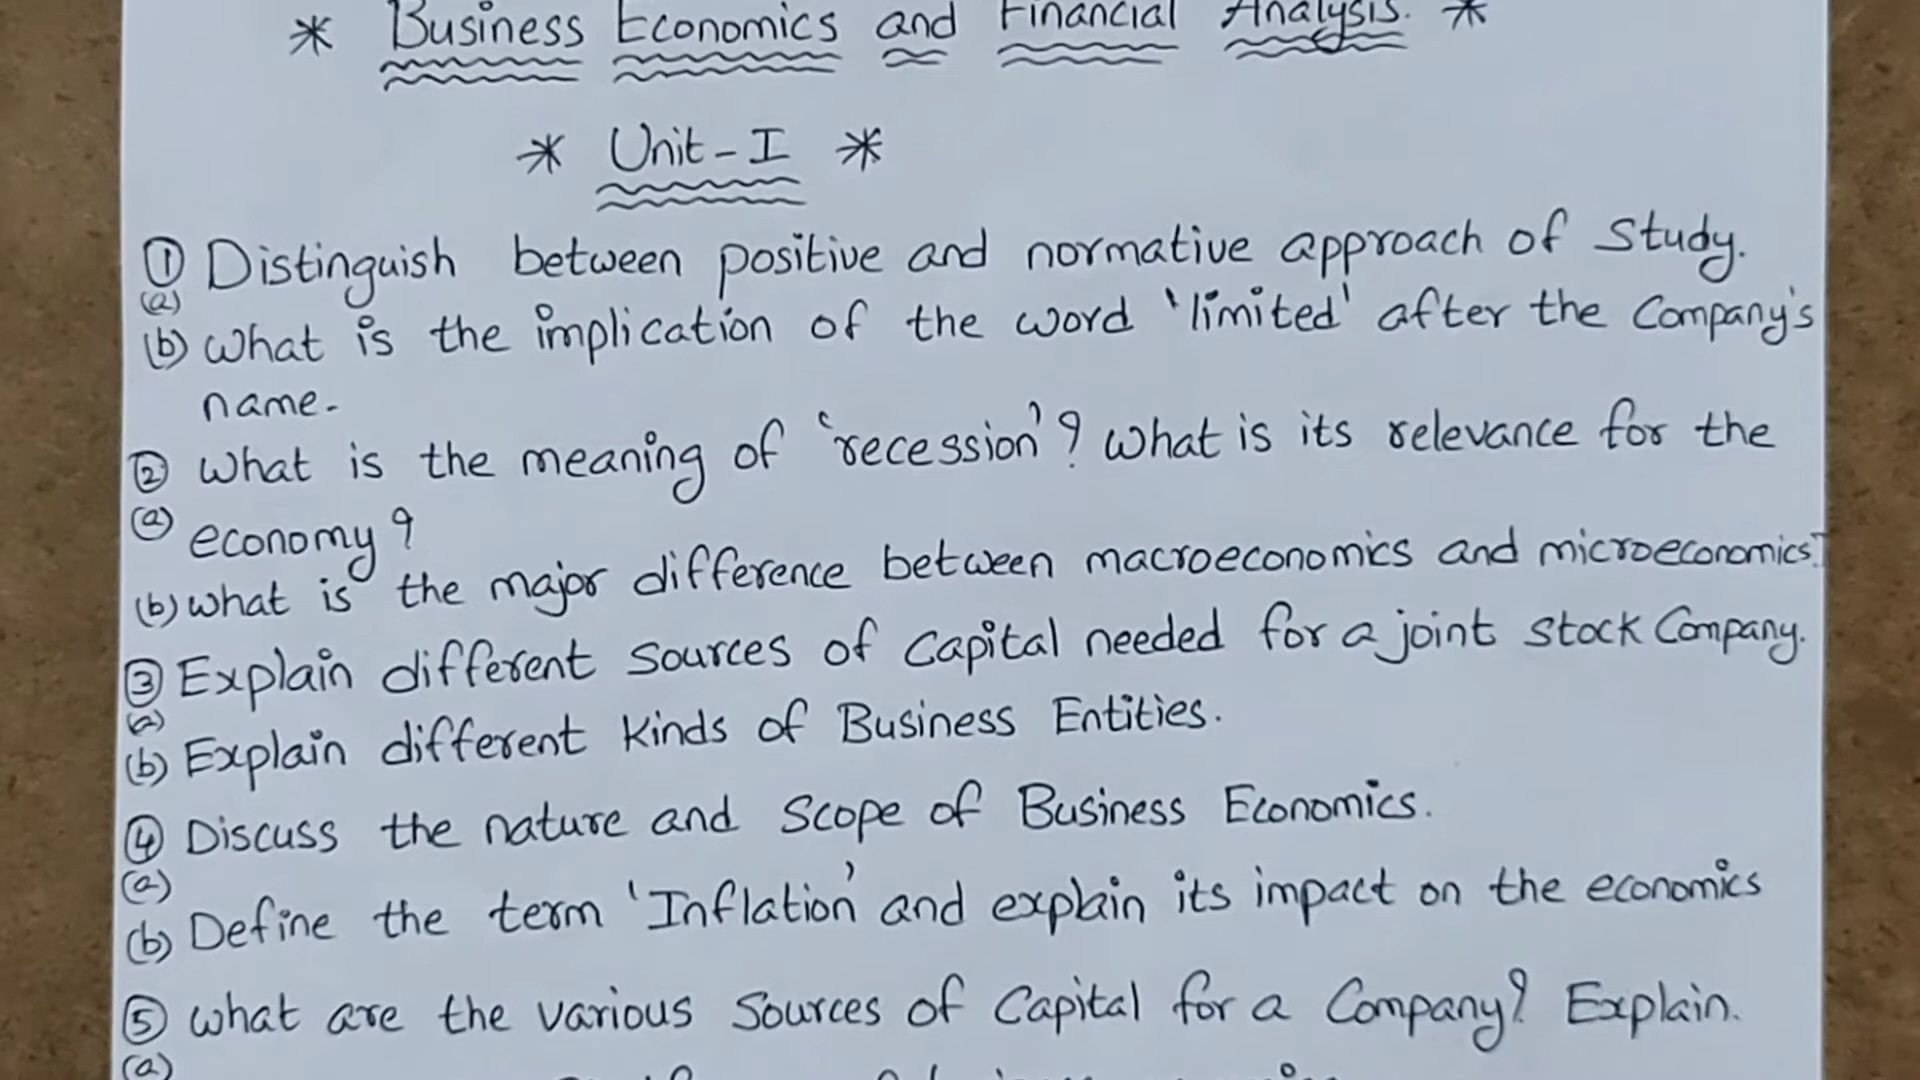 * Business Economics and Financial Analysis. *
* Unit-I *
① Distinguish between positive and normative approach of Study.
(a)
(b) What is the implication of the word 'limited' after the Company's
name.
② What is the meaning of 'recession'? What is its relevance for the
(a) economy?
(b) what is the major difference between macroeconomics and microeconomics?
③ Explain different Sources of Capital needed for a joint Stock Company.
(a)
(b) Explain different kinds of Business Entities.
④ Discuss the nature and Scope of Business Economics.
(a)
(b) Define the term 'Inflation' and explain its impact on the economics
⑤ what are the various Sources of Capital for a Company? Explain.
(a)